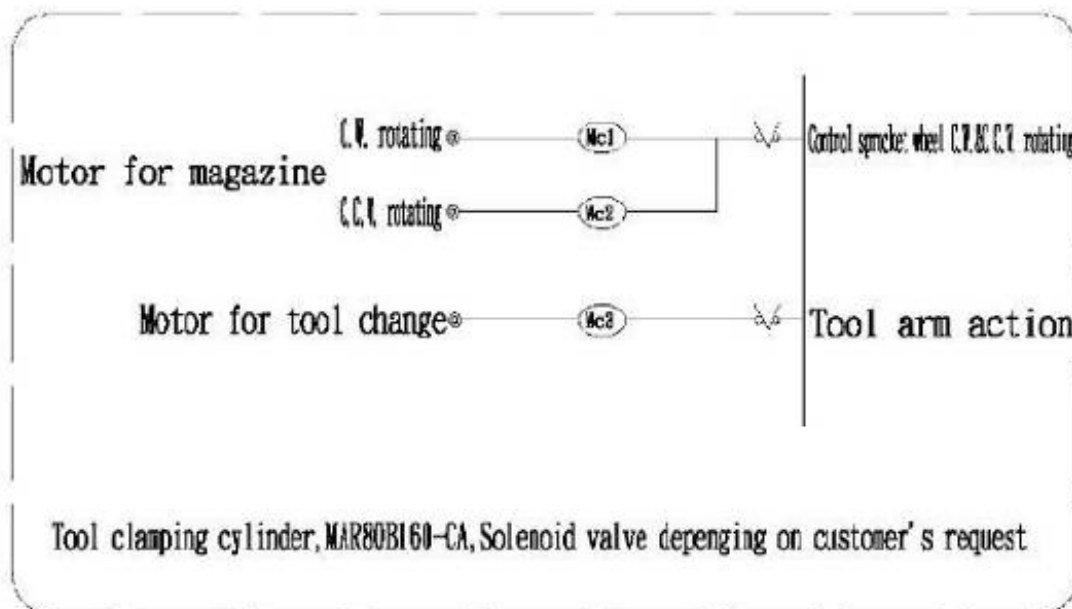 C.W. rotating
Mc1
Control sprocket wheel C.W.&C.C.W. rotating
Motor for magazine
C.C.W. rotating
Mc2
Motor for tool change
Mc3
Tool arm action
Tool clamping cylinder,MAR80B160-CA,Solenoid valve depenging on customer's request